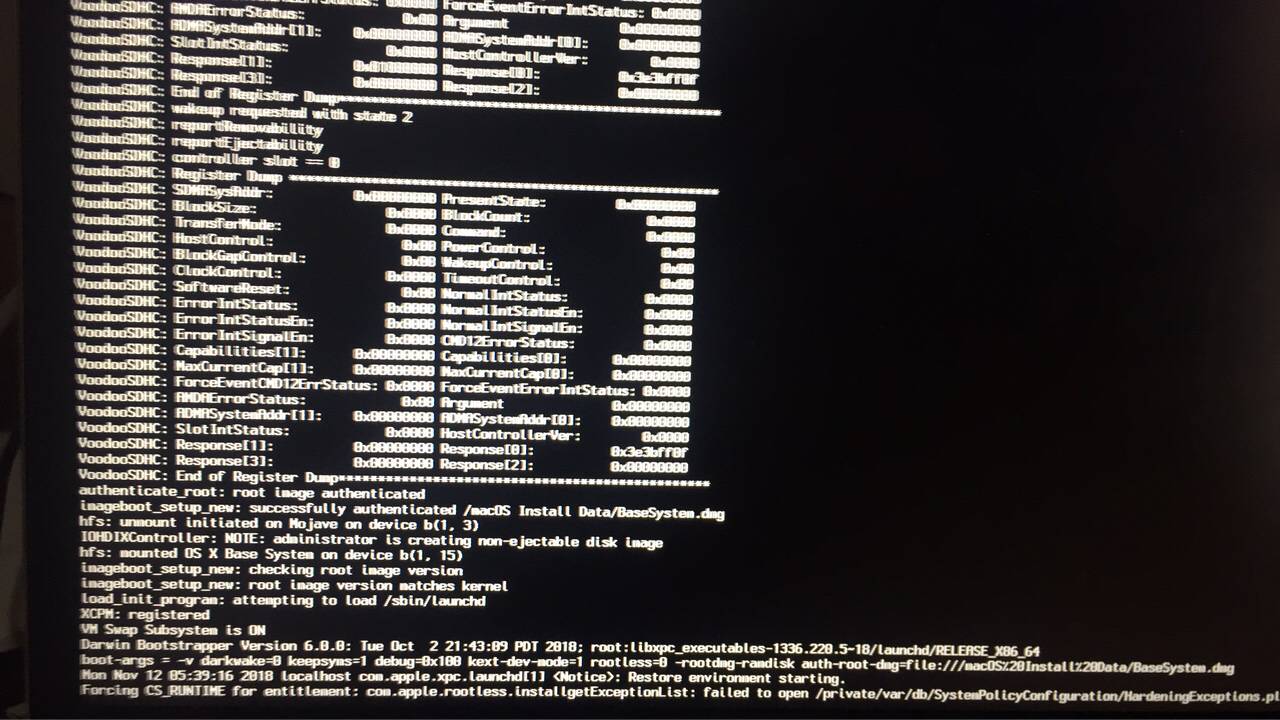 ForceEventErrorIntStatus: 0x0000
VoodooSDHC: AMDAErrorStatus: 0x00 Argument 0x00000000
VoodooSDHC: ADMASystemAddr[1]: 0x00000000 ADMASystemAddr[0]: 0x00000000
VoodooSDHC: SlotIntStatus: 0x0000 HostControllerVer: 0x0000
VoodooSDHC: Response[1]: Response[0]: 0x3e3bff0f
VoodooSDHC: Response[3]: 0x00000000 Response[2]: 0x00000000
VoodooSDHC: End of Register Dump
VoodooSDHC: wakeup requested with state 2
VoodooSDHC: reportRemovability
VoodooSDHC: reportEjectability
VoodooSDHC: controller slot == 0
VoodooSDHC: Register Dump
VoodooSDHC: SDMASysAddr: 0x00000000 PresentState: 0x00000000
VoodooSDHC: BlockSize: 0x0000 BlockCount: 0x0000
VoodooSDHC: TransferMode: 0x0000 Command: 0x0000
VoodooSDHC: HostControl: 0x00 PowerControl: 0x00
VoodooSDHC: BlockGapControl: 0x00 WakeupControl: 0x00
VoodooSDHC: ClockControl: 0x0000 TimeoutControl: 0x00
VoodooSDHC: SoftwareReset: 0x00 NormalIntStatus: 0x0000
VoodooSDHC: ErrorIntStatus: 0x0000 NormalIntStatusEn: 0x0000
VoodooSDHC: ErrorIntStatusEn: 0x0000 NormalIntSignalEn: 0x0000
VoodooSDHC: ErrorIntSignalEn: 0x0000 CMD12ErrorStatus: 0x0000
VoodooSDHC: Capabilities[1]: 0x00000000 Capabilities[0]: 0x00000000
VoodooSDHC: MaxCurrentCap[1]: 0x00000000 MaxCurrentCap[0]: 0x00000000
VoodooSDHC: ForceEventCMD12ErrStatus: 0x0000 ForceEventErrorIntStatus: 0x0000
VoodooSDHC: AMDAErrorStatus: 0x00 Argument 0x00000000
VoodooSDHC: ADMASystemAddr[1]: 0x00000000 ADMASystemAddr[0]: 0x00000000
VoodooSDHC: SlotIntStatus: 0x0000 HostControllerVer: 0x0000
VoodooSDHC: Response[1]: 0x00000000 Response[0]: 0x3e3bff0f
VoodooSDHC: Response[3]: 0x00000000 Response[2]: 0x00000000
VoodooSDHC: End of Register Dump
authenticate_root: root image authenticated
imageboot_setup_new: successfully authenticated /macOS Install Data/BaseSystem.dmg
hfs: unmount initiated on Mojave on device b(1, 3)
IOHDIXController: NOTE: administrator is creating non-ejectable disk image
hfs: mounted OS X Base System on device b(1, 15)
imageboot_setup_new: checking root image version
imageboot_setup_new: root image version matches kernel
load_init_program: attempting to load /sbin/launchd
XCPM: registered
VM Swap Subsystem is ON
Darwin Bootstrapper Version 6.0.0: Tue Oct  2 21:43:09 PDT 2018; root:libxpc_executables-1336.220.5~18/launchd/RELEASE_X86_64
boot-args = -v darkwake=0 keepsyms=1 debug=0x100 kext-dev-mode=1 rootless=0 -rootdmg-ramdisk auth-root-dmg=file:///macOS%20Install%20Data/BaseSystem.dmg
Mon Nov 12 05:39:16 2018 localhost com.apple.xpc.launchd[1] <Notice>: Restore environment starting.
Forcing CS_RUNTIME for entitlement: com.apple.rootless.installgetExceptionList: failed to open /private/var/db/SystemPolicyConfiguration/HardeningExceptions.pl